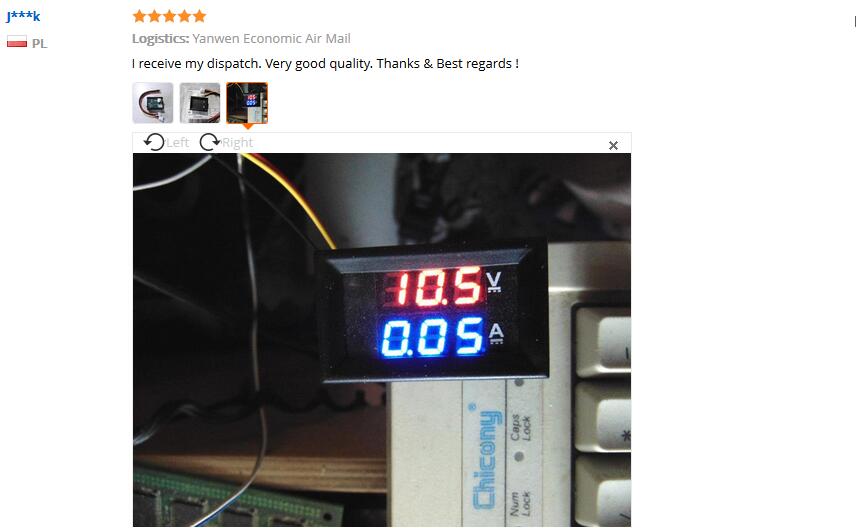 J***k
PL
Logistics: Yanwen Economic Air Mail
I receive my dispatch. Very good quality. Thanks & Best regards !
Left
Right
10.5 V
0.05 A
Chicony®
Caps
Lock
Num
Lock
*
/